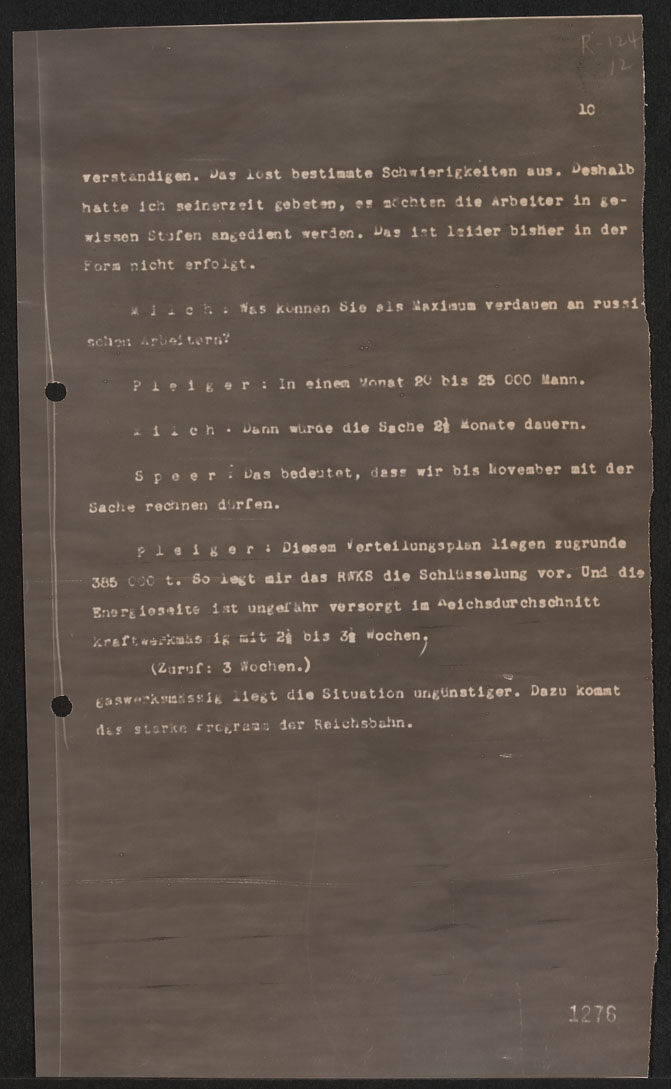 R-124
12
10
verstandigen. Das löst bestimmte Schwierigkeiten aus. Deshalb
hatte ich seinerzeit gebeten, es möchten die Arbeiter in ge-
wissen Stufen angedient werden. Das ist leider bisher in der
Form nicht erfolgt.
M i l c h : Was können Sie als Maximum verdauen an russi-
schen Arbeitern?
P l e i g e r : In einem Monat 20 bis 25 000 Mann.
M i l c h : Dann würde die Sache 2½ Monate dauern.
S p e e r : Das bedeutet, dass wir bis November mit der
Sache rechnen dürfen.
P l e i g e r : Diesem Verteilungsplan liegen zugrunde
385 000 t. So legt mir das RWKS die Schlüsselung vor. Und die
Energieseite ist ungefähr versorgt im Reichsdurchschnitt
kraftwerkmäs ig mit 2½ bis 3½ Wochen,
(Zuruf: 3 Wochen.)
gaswerksmässig liegt die Situation ungünstiger. Dazu kommt
das starke Programm der Reichsbahn.
1276